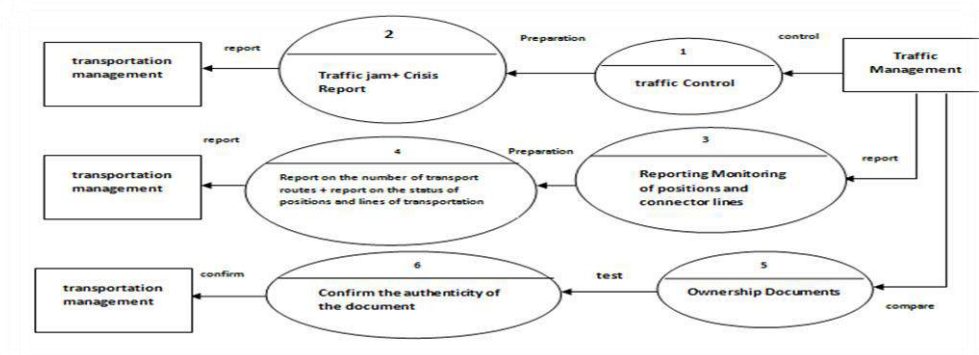 2
report
Preparation
1
control
transportation
management
Traffic jam+ Crisis
Report
traffic Control
Traffic
Management
report
4
Preparation
3
report
transportation
management
Report on the number of transport
routes + report on the status of
positions and lines of transportation
Reporting Monitoring
of positions and
connector lines
confirm
6
test
5
transportation
management
Confirm the authenticity of
the document
Ownership Documents
compare